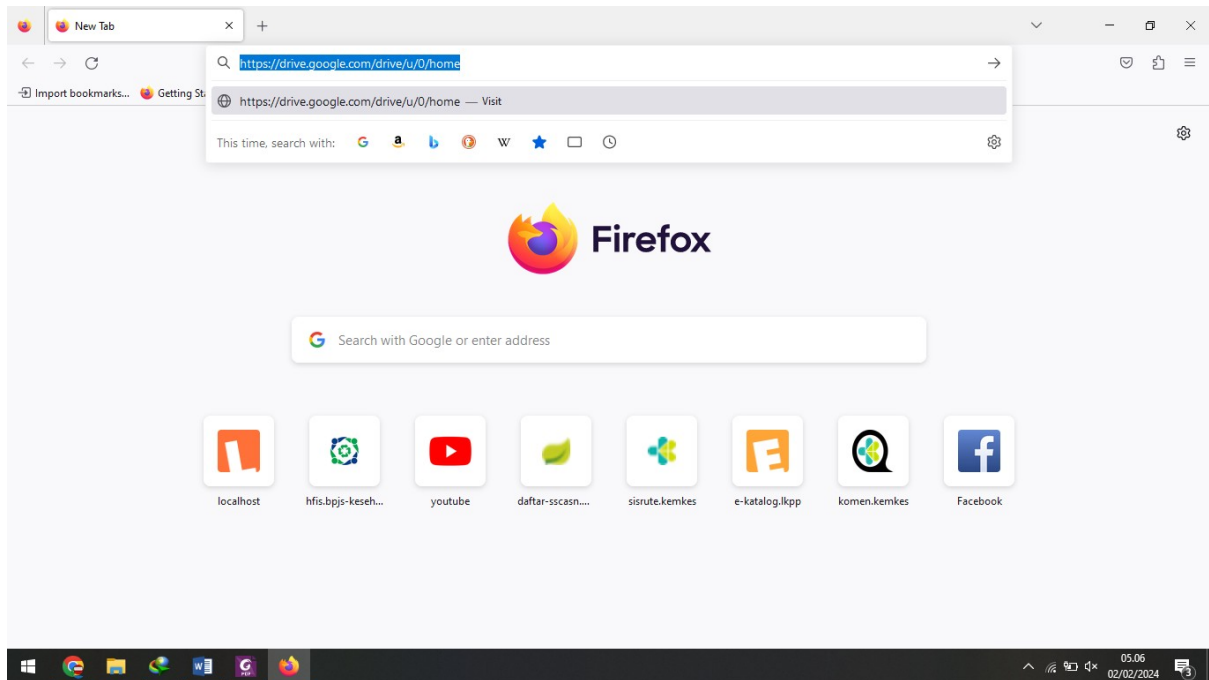 New Tab
https://drive.google.com/drive/u/0/home
Import bookmarks... Getting St
https://drive.google.com/drive/u/0/home — Visit
This time, search with:
Firefox
Search with Google or enter address
localhost hfis.bpjs-keseh... youtube daftar-sscasn.... sisrute.kemkes e-katalog.lkpp komen.kemkes Facebook
05.06
02/02/2024
3